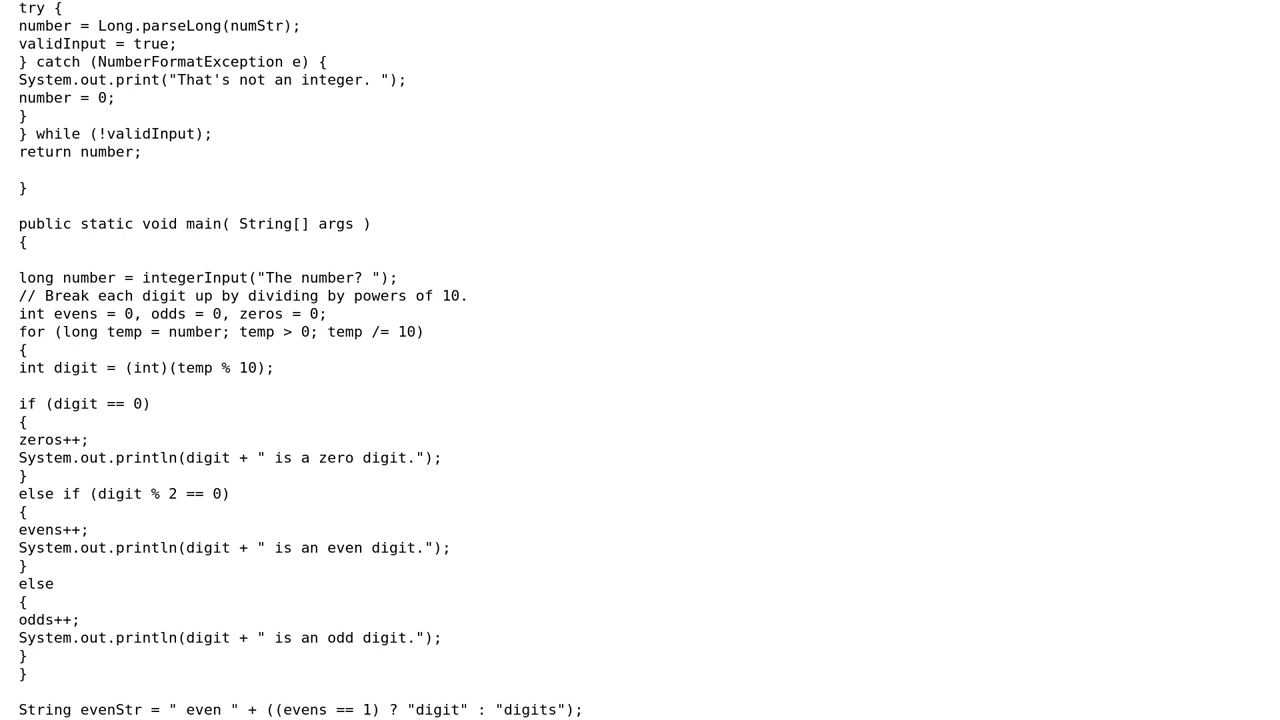 try {
number = Long.parseLong(numStr);
validInput = true;
} catch (NumberFormatException e) {
System.out.print("That's not an integer. ");
number = 0;
}
} while (!validInput);
return number;
}
public static void main( String[] args )
{
long number = integerInput("The number? ");
// Break each digit up by dividing by powers of 10.
int evens = 0, odds = 0, zeros = 0;
for (long temp = number; temp > 0; temp /= 10)
{
int digit = (int)(temp % 10);
if (digit == 0)
{
zeros++;
System.out.println(digit + " is a zero digit.");
}
else if (digit % 2 == 0)
{
evens++;
System.out.println(digit + " is an even digit.");
}
else
{
odds++;
System.out.println(digit + " is an odd digit.");
}
}
String evenStr = " even " + ((evens == 1) ? "digit" : "digits");